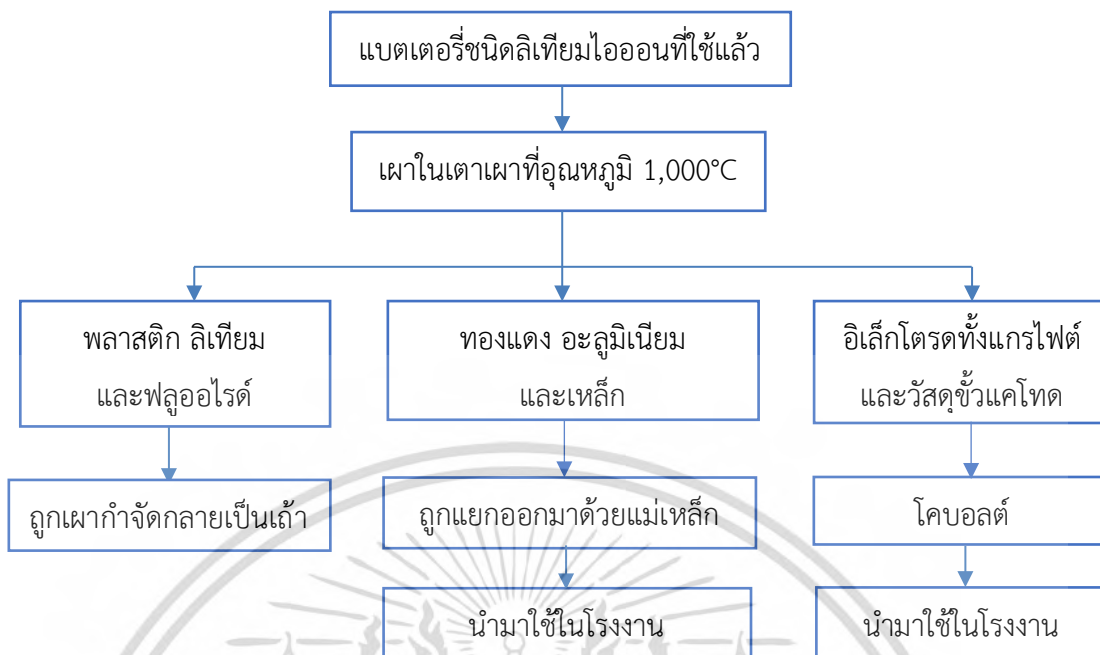 แบตเตอรี่ชนิดลิเทียมไอออนที่ใช้แล้ว
เผาในเตาเผาที่อุณหภูมิ 1,000°C
พลาสติก ลิเทียม
และฟลูออไรด์
ทองแดง อะลูมิเนียม
และเหล็ก
อิเล็กโตรดทั้งแกรไฟต์
และวัสดุขั้วแคโทด
ถูกเผากำจัดกลายเป็นเถ้า
ถูกแยกออกมาด้วยแม่เหล็ก
โคบอลต์
นำมาใช้ในโรงงาน
นำมาใช้ในโรงงาน